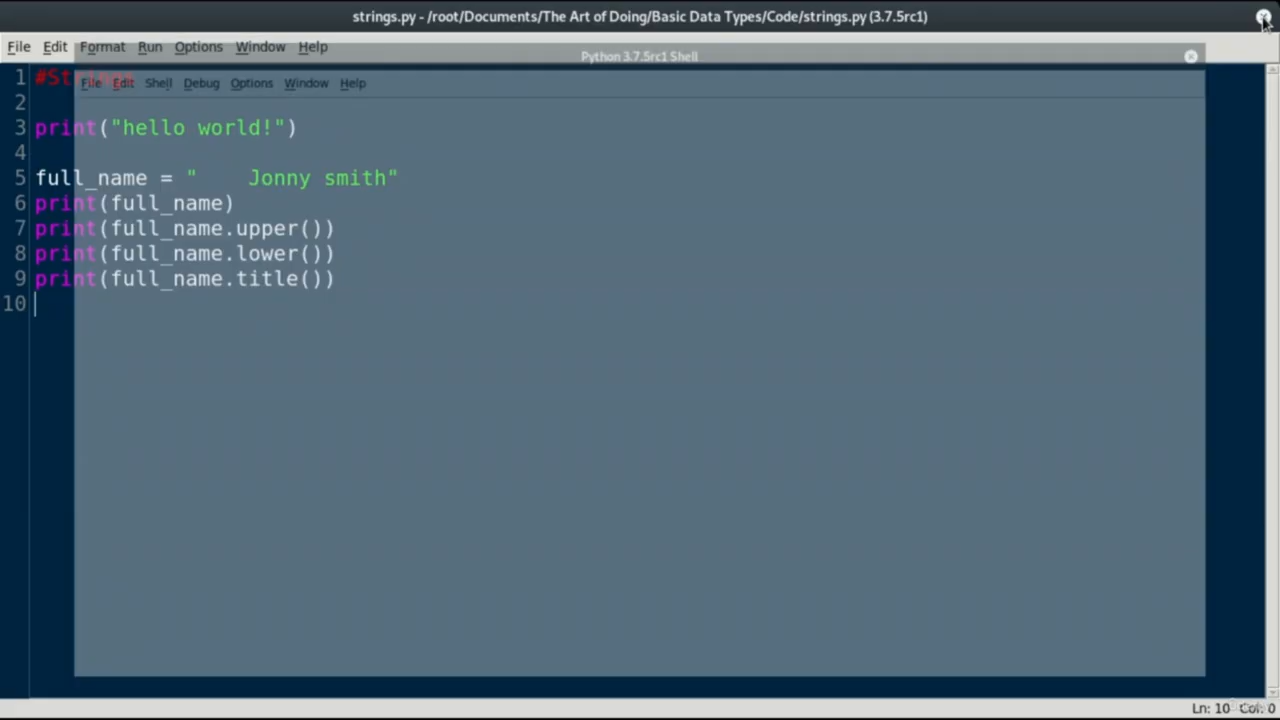 strings.py - /root/Documents/The Art of Doing/Basic Data Types/Code/strings.py (3.7.5rc1)
File Edit Format Run Options Window Help
Python 3.7.5rc1 Shell
File Edit Shell Debug Options Window Help
1 #Strings
2
3 print("hello world!")
4
5 full_name = "    Jonny smith"
6 print(full_name)
7 print(full_name.upper())
8 print(full_name.lower())
9 print(full_name.title())
10
Ln: 10 Col: 0